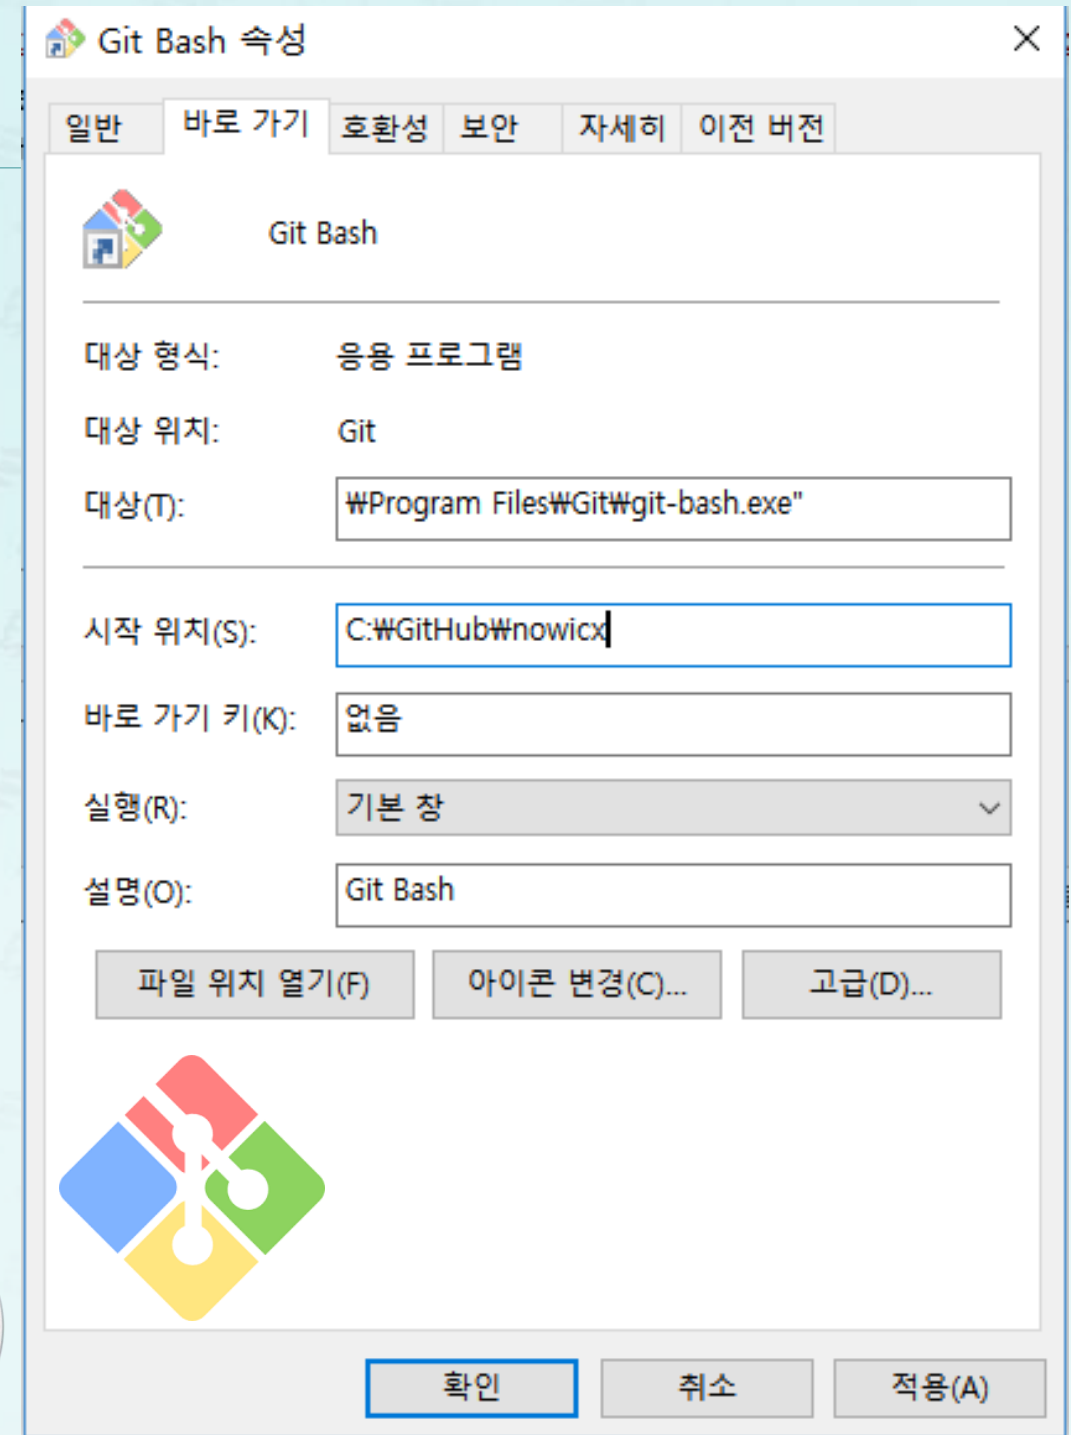 Git Bash 속성
일반 바로 가기 호환성 보안 자세히 이전 버전
Git Bash
대상 형식: 응용 프로그램
대상 위치: Git
대상(T): ₩Program Files₩Git₩git-bash.exe"
시작 위치(S): C:₩GitHub₩nowicx
바로 가기 키(K): 없음
실행(R): 기본 창
설명(O): Git Bash
파일 위치 열기(F) 아이콘 변경(C)... 고급(D)...
확인 취소 적용(A)